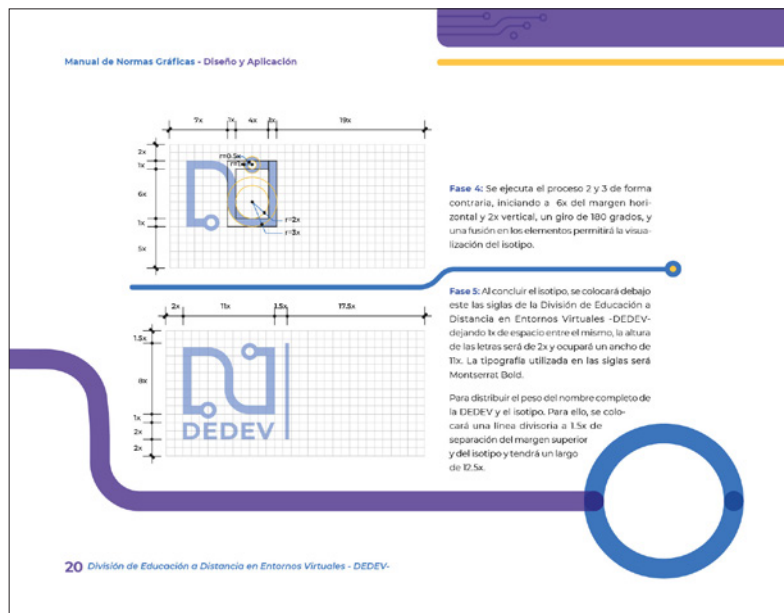 Manual de Normas Gráficas - Diseño y Aplicación
7x 1x 4x 1x 19x
2x
1x
6x
1x
5x
r=0.5x
r=2x
r=3x
Fase 4: Se ejecuta el proceso 2 y 3 de forma
contraria, iniciando a 6x del margen hori-
zontal y 2x vertical, un giro de 180 grados, y
una fusión en los elementos permitirá la visua-
lización del isotipo.
2x 11x 1.5x 17.5x
1.5x
8x
1x
2x
2x
DEDEV
Fase 5: Al concluir el isotipo, se colocará debajo
este las siglas de la División de Educación a
Distancia en Entornos Virtuales -DEDEV-
dejando 1x de espacio entre el mismo, la altura
de las letras será de 2x y ocupará un ancho de
11x. La tipografía utilizada en las siglas será
Montserrat Bold.
Para distribuir el peso del nombre completo de
la DEDEV y el isotipo. Para ello, se colo-
cará una línea divisoria a 1.5x de
separación del margen superior
y del isotipo y tendrá un largo
de 12.5x.
20 División de Educación a Distancia en Entornos Virtuales - DEDEV-